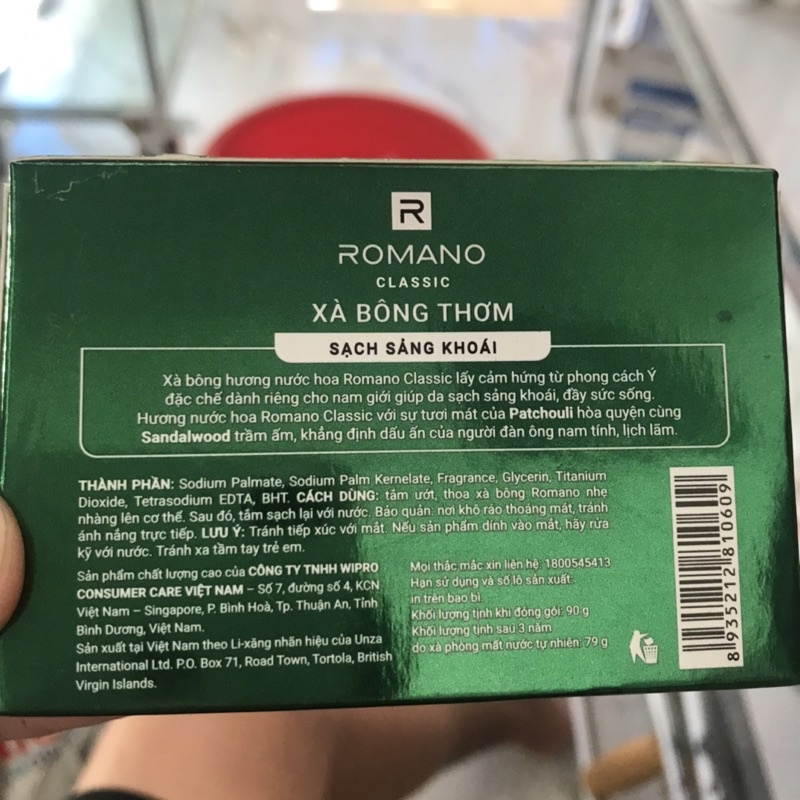 R
ROMANO
CLASSIC
XÀ BÔNG THƠM
SẠCH SẢNG KHOÁI
Xà bông hương nước hoa Romano Classic lấy cảm hứng từ phong cách Ý
đặc chế dành riêng cho nam giới giúp da sạch sảng khoái, đầy sức sống.
Hương nước hoa Romano Classic với sự tươi mát của Patchouli hòa quyện cùng
Sandalwood trầm ấm, khẳng định dấu ấn của người đàn ông nam tính, lịch lãm.
THÀNH PHẦN: Sodium Palmate, Sodium Palm Kernelate, Fragrance, Glycerin, Titanium
Dioxide, Tetrasodium EDTA, BHT. CÁCH DÙNG: tắm ướt, thoa xà bông Romano nhẹ
nhàng lên cơ thể. Sau đó, tắm sạch lại với nước. Bảo quản: nơi khô ráo thoáng mát, tránh
ánh nắng trực tiếp. LƯU Ý: Tránh tiếp xúc với mắt. Nếu sản phẩm dính vào mắt, hãy rửa
kỹ với nước. Tránh xa tầm tay trẻ em.
Sản phẩm chất lượng cao của CÔNG TY TNHH WIPRO
CONSUMER CARE VIỆT NAM – Số 7, đường số 4, KCN
Việt Nam – Singapore, P. Bình Hoà, Tp. Thuận An, Tỉnh
Bình Dương, Việt Nam.
Sản xuất tại Việt Nam theo Li-xăng nhãn hiệu của Unza
International Ltd. P.O. Box 71, Road Town, Tortola, British
Virgin Islands.
Mọi thắc mắc xin liên hệ: 1800545413
Hạn sử dụng và số lô sản xuất:
in trên bao bì.
Khối lượng tịnh khi đóng gói: 90 g
Khối lượng tịnh sau 3 năm
do xà phòng mất nước tự nhiên: 79 g
8 935212 810609